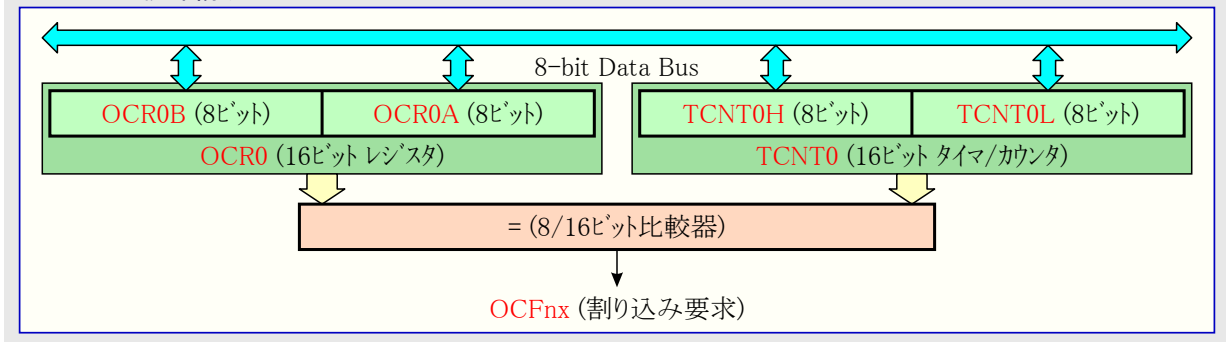 8-bit Data Bus
OCR0B (8ﾋﾞｯﾄ) OCR0A (8ﾋﾞｯﾄ) TCNT0H (8ﾋﾞｯﾄ) TCNT0L (8ﾋﾞｯﾄ)
OCR0 (16ﾋﾞｯﾄ ﾚｼﾞｽﾀ) TCNT0 (16ﾋﾞｯﾄ ﾀｲﾏ/ｶｳﾝﾀ)
= (8/16ﾋﾞｯﾄ比較器)
OCFnx (割り込み要求)